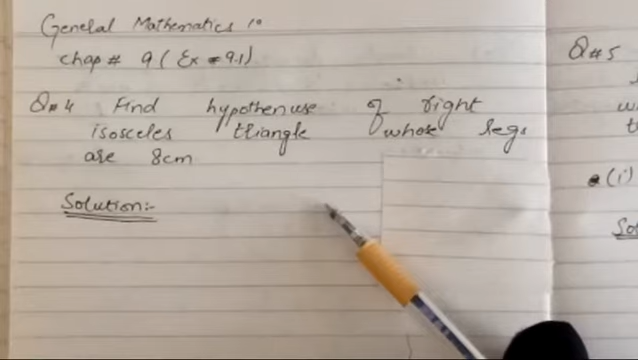 General Mathematics 10
chap # 9 (Ex # 9.1)
Q#4 Find hypothenuse of right
isosceles triangle whose legs
are 8cm
Solution:-
Q#5
(i)